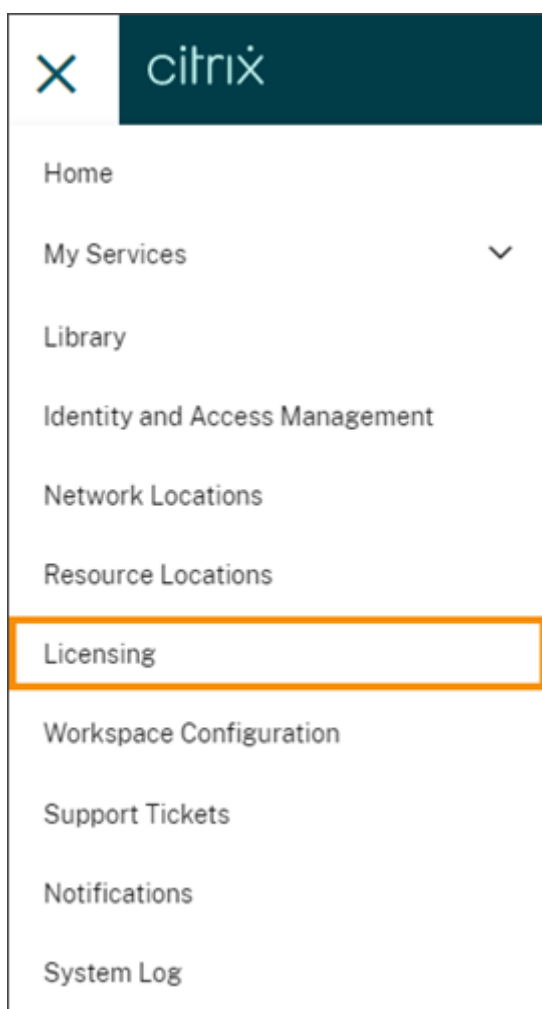 citrix
Home
My Services
Library
Identity and Access Management
Network Locations
Resource Locations
Licensing
Workspace Configuration
Support Tickets
Notifications
System Log